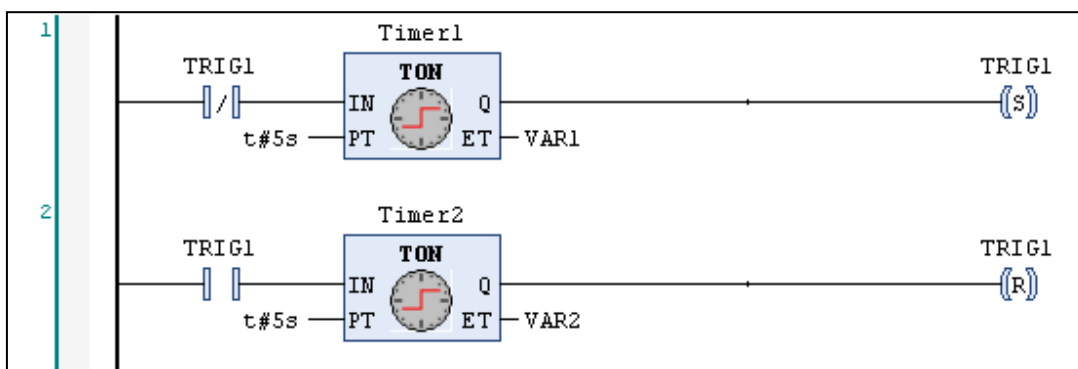 1
Timer1
TRIG1
TON
TRIG1
/
IN
Q
S
t#5s
PT
ET
VAR1
2
Timer2
TRIG1
TON
TRIG1
IN
Q
R
t#5s
PT
ET
VAR2